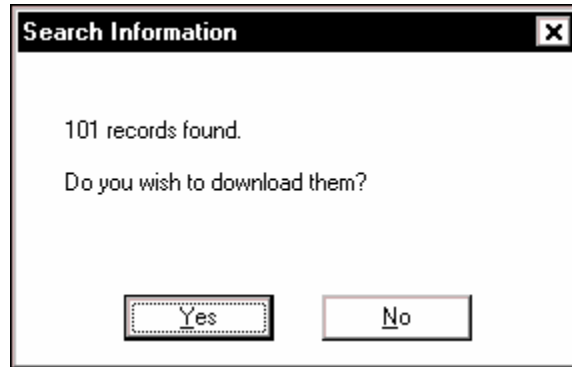 Search Information
101 records found.
Do you wish to download them?
Yes No